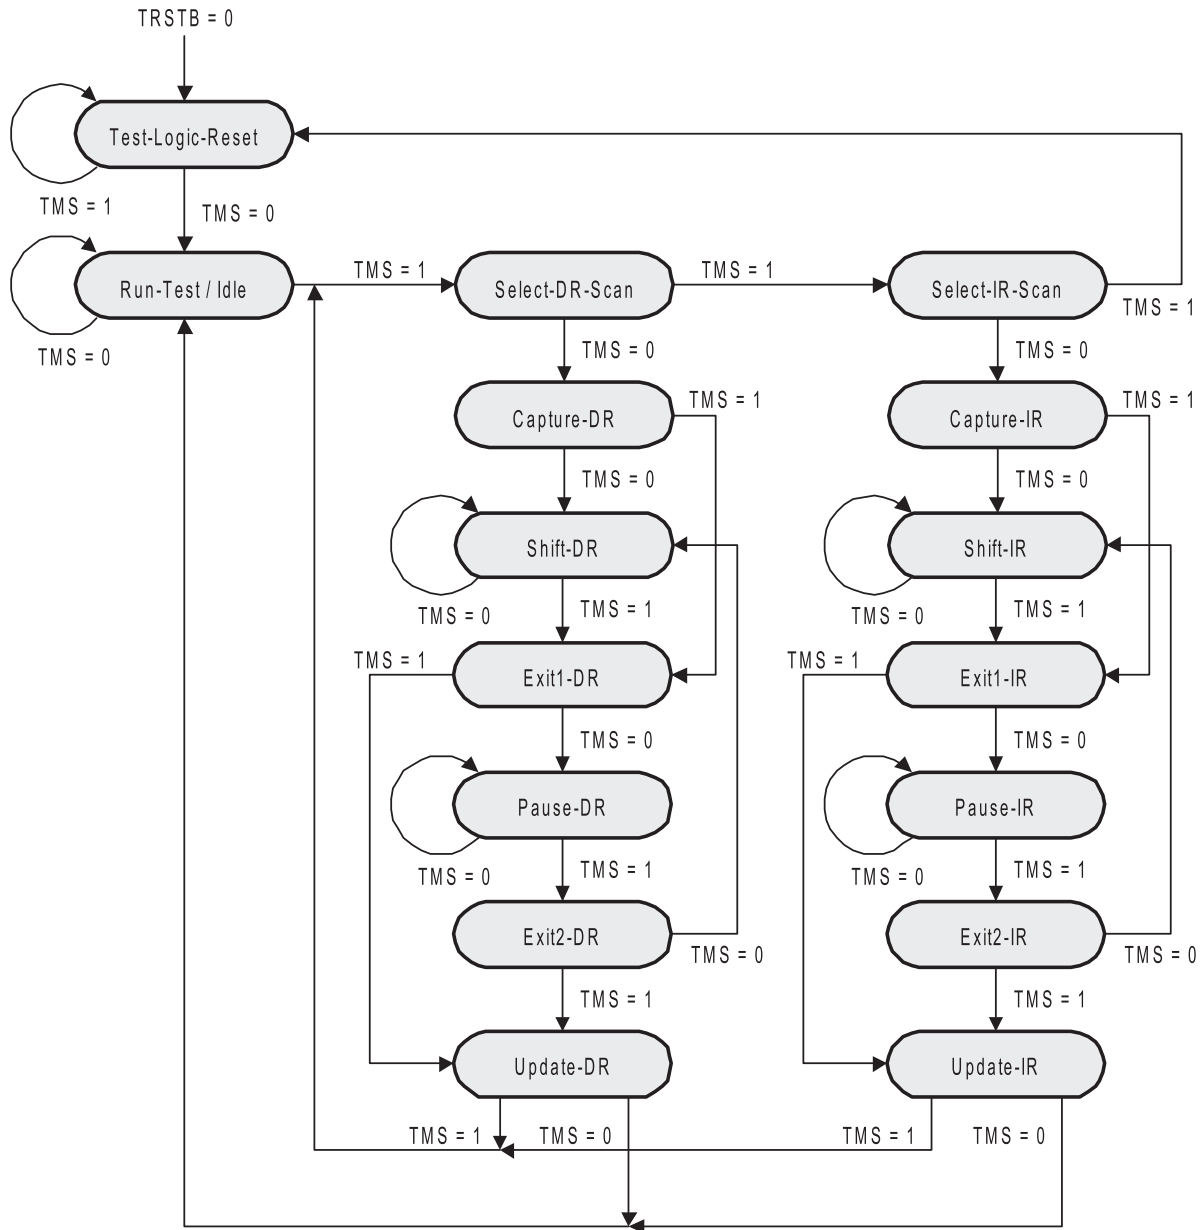 TRSTB = 0
Test-Logic-Reset
TMS = 1
TMS = 0
Run-Test / Idle
TMS = 1
Select-DR-Scan
TMS = 1
Select-IR-Scan
TMS = 1
TMS = 0
TMS = 0
TMS = 0
Capture-DR
TMS = 1
Capture-IR
TMS = 1
TMS = 0
TMS = 0
Shift-DR
Shift-IR
TMS = 0
TMS = 1
TMS = 0
TMS = 1
TMS = 1
Exit1-DR
TMS = 1
Exit1-IR
TMS = 0
TMS = 0
Pause-DR
Pause-IR
TMS = 0
TMS = 1
TMS = 0
TMS = 1
Exit2-DR
TMS = 0
Exit2-IR
TMS = 0
TMS = 1
TMS = 1
Update-DR
Update-IR
TMS = 1
TMS = 0
TMS = 1
TMS = 0